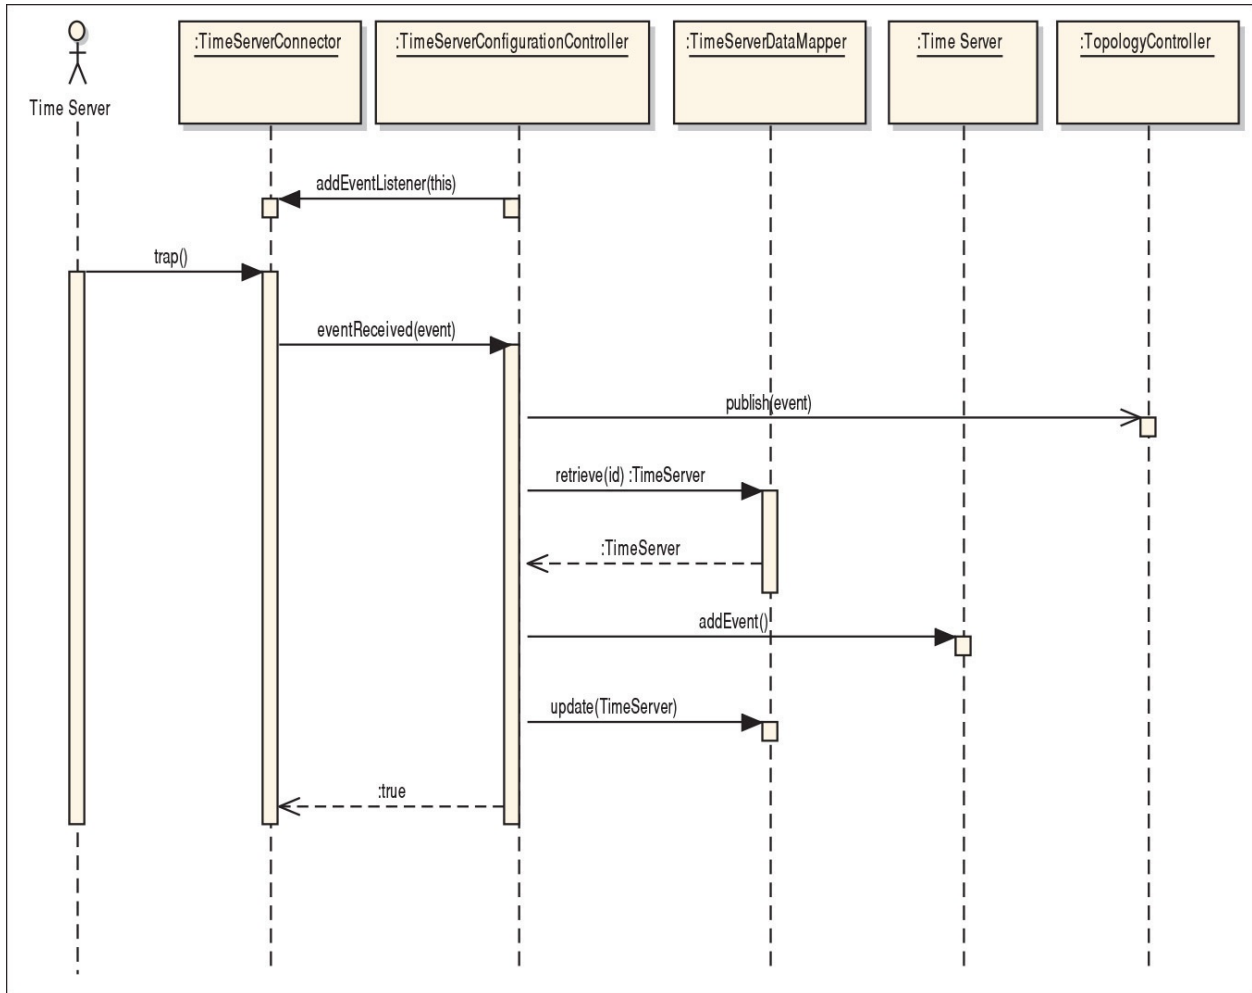 :TimeServerConnector
:TimeServerConfigurationController
:TimeServerDataMapper
:Time Server
:TopologyController
Time Server
addEventListener(this)
trap()
eventReceived(event)
publish(event)
retrieve(id) :TimeServer
:TimeServer
addEvent()
update(TimeServer)
:true